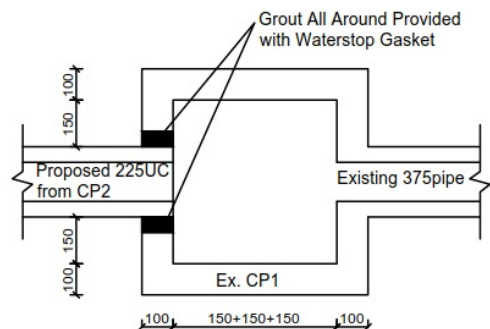 Grout All Around Provided
with Waterstop Gasket
100
150
Proposed 225UC
from CP2
Existing 375pipe
150
100
Ex. CP1
100
150+150+150
100